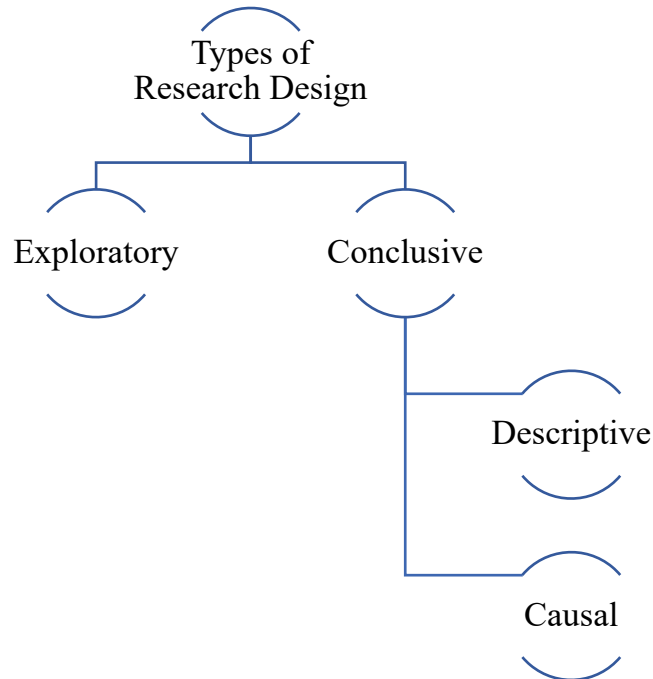 Types of
Research Design
Exploratory
Conclusive
Descriptive
Causal